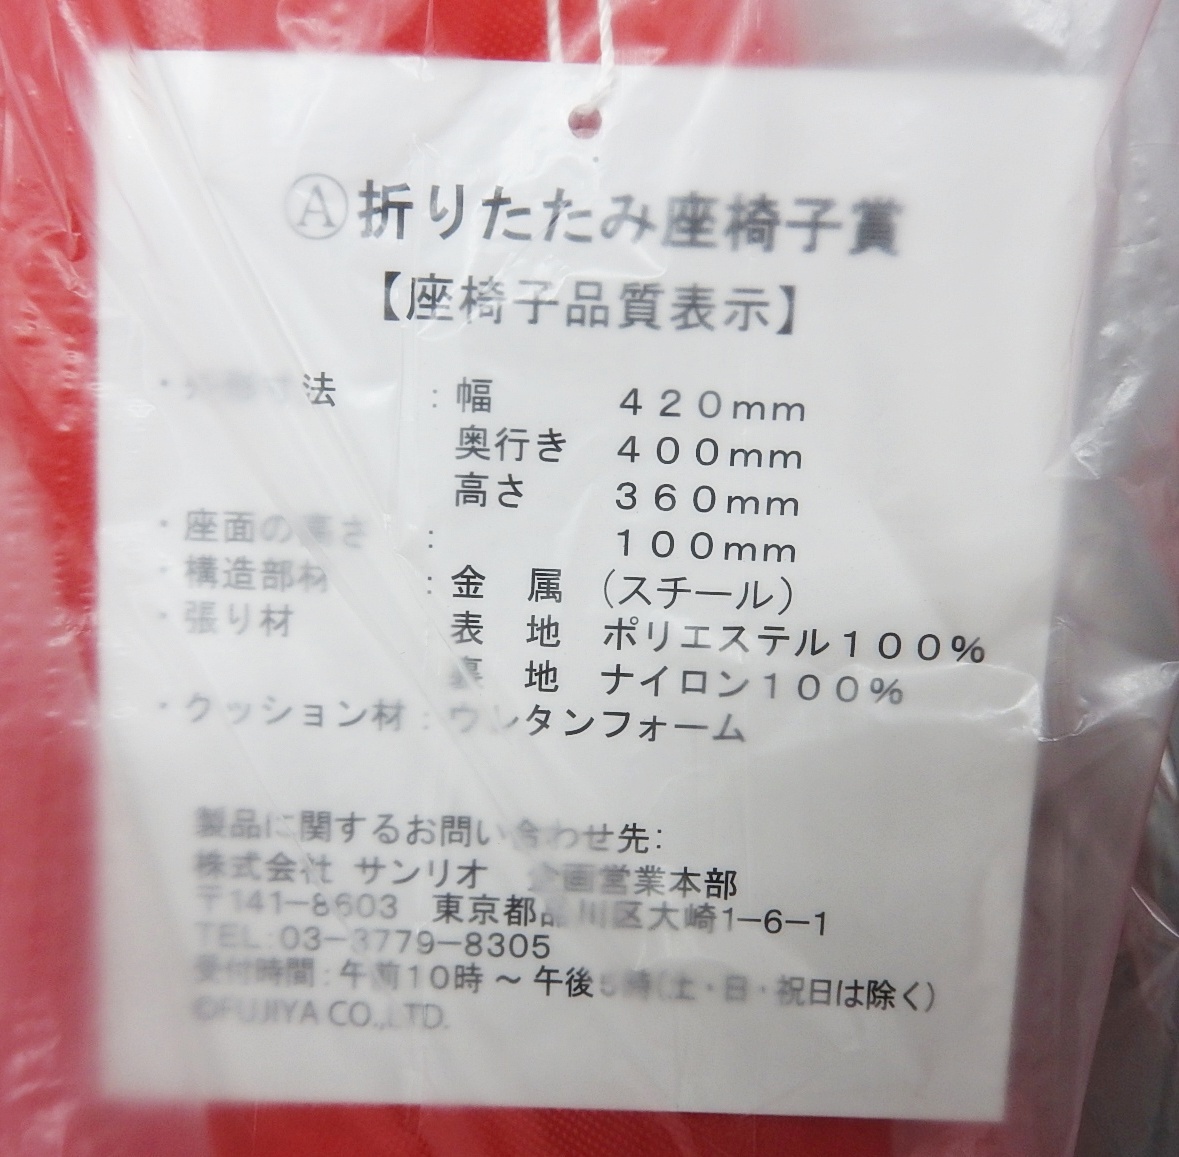 Ⓐ折りたたみ座椅子賞
【座椅子品質表示】
・外形寸法 : 幅 420mm
奥行き 400mm
高さ 360mm
・座面の高さ : 100mm
・構造部材 : 金 属 (スチール)
・張り材 表 地 ポリエステル100%
裏 地 ナイロン100%
・クッション材 : ウレタンフォーム
製品に関するお問い合わせ先:
株式会社 サンリオ 企画営業本部
〒141-8603 東京都品川区大崎1-6-1
TEL:03-3779-8305
受付時間:午前10時~午後5時(土・日・祝日は除く)
©FUJIYA CO.,LTD.